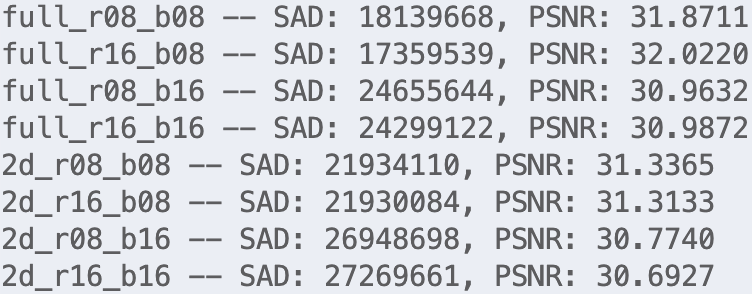 full_r08_b08 -- SAD: 18139668, PSNR: 31.8711
full_r16_b08 -- SAD: 17359539, PSNR: 32.0220
full_r08_b16 -- SAD: 24655644, PSNR: 30.9632
full_r16_b16 -- SAD: 24299122, PSNR: 30.9872
2d_r08_b08 -- SAD: 21934110, PSNR: 31.3365
2d_r16_b08 -- SAD: 21930084, PSNR: 31.3133
2d_r08_b16 -- SAD: 26948698, PSNR: 30.7740
2d_r16_b16 -- SAD: 27269661, PSNR: 30.6927